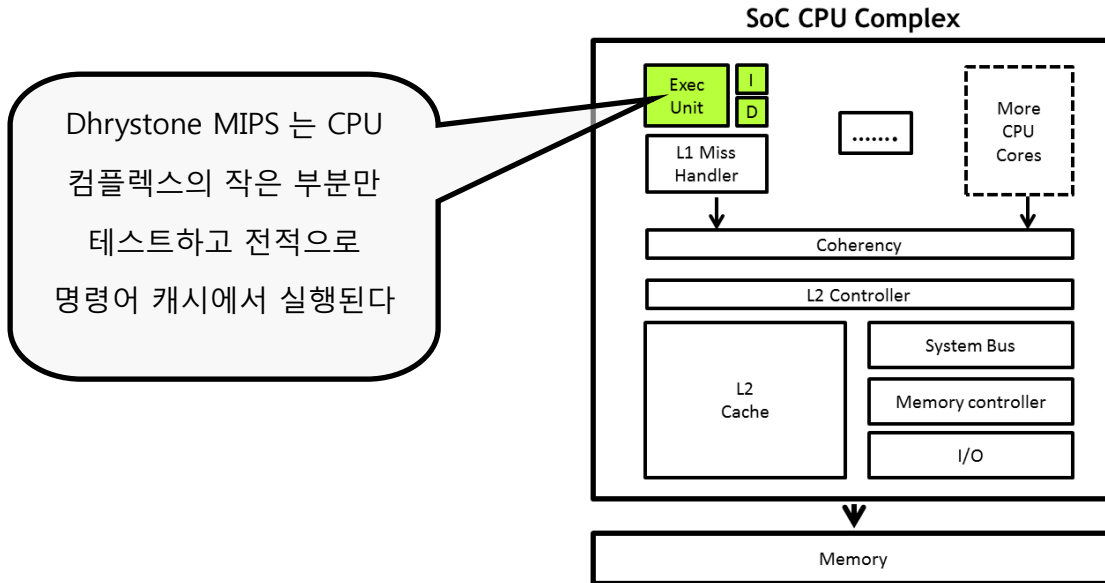 SoC CPU Complex
Dhrystone MIPS 는 CPU
컴플렉스의 작은 부분만
테스트하고 전적으로
명령어 캐시에서 실행된다
Exec
Unit
I
D
L1 Miss
Handler
.......
More
CPU
Cores
Coherency
L2 Controller
L2
Cache
System Bus
Memory controller
I/O
Memory